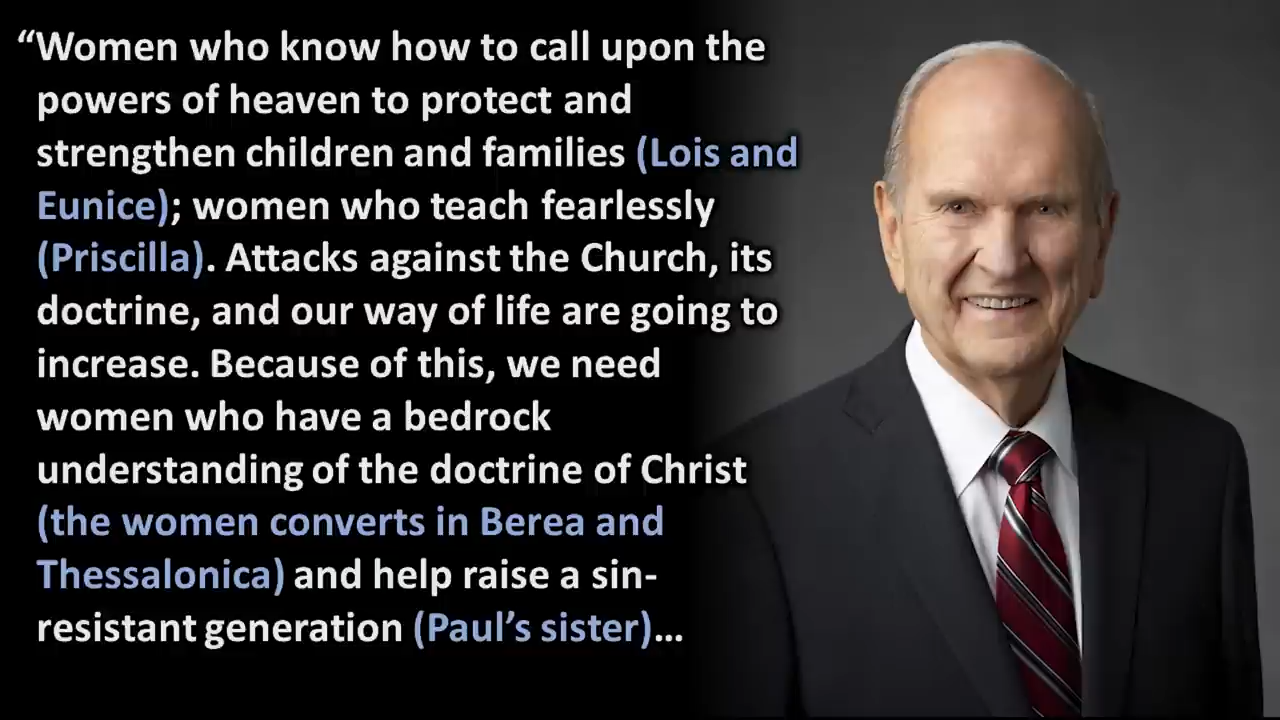 “Women who know how to call upon the
powers of heaven to protect and
strengthen children and families (Lois and
Eunice); women who teach fearlessly
(Priscilla). Attacks against the Church, its
doctrine, and our way of life are going to
increase. Because of this, we need
women who have a bedrock
understanding of the doctrine of Christ
(the women converts in Berea and
Thessalonica) and help raise a sin-
resistant generation (Paul’s sister)…